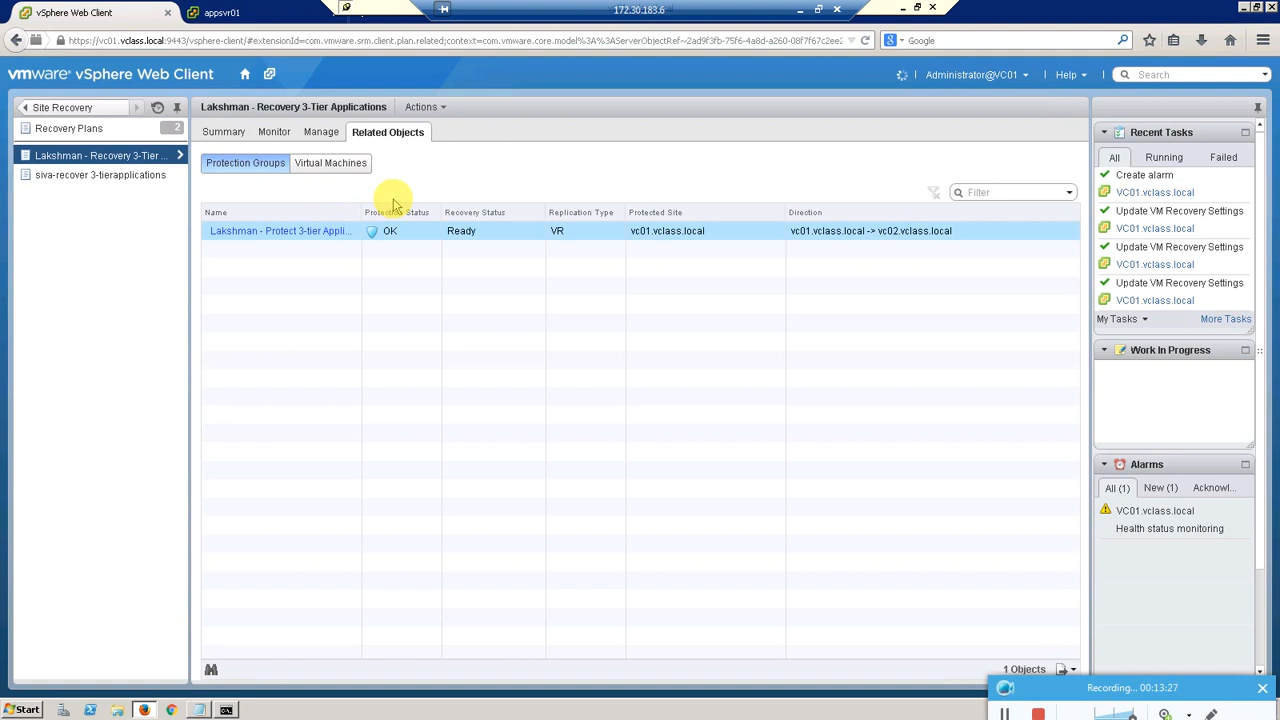 vSphere Web Client
appsvr01
172.30.183.6
https://vc01.vclass.local:9443/vsphere-client/#extensionId=com.vmware.srm.client.plan.related;context=com.vmware.core.model%3A%3AServerObjectRef~2ad9f3fb-75f6-4a8d-a260-08f7f67c2ee2
Google
vmware vSphere Web Client
Administrator@VC01
Help
Search
Site Recovery
Recovery Plans
2
Lakshman - Recovery 3-Tier ...
siva-recover 3-tierapplications
Lakshman - Recovery 3-Tier Applications
Actions
Summary
Monitor
Manage
Related Objects
Protection Groups
Virtual Machines
Filter
Name
Protection Status
Recovery Status
Replication Type
Protected Site
Direction
Lakshman - Protect 3-tier Appli...
OK
Ready
VR
vc01.vclass.local
vc01.vclass.local -> vc02.vclass.local
1 Objects
Recent Tasks
All
Running
Failed
Create alarm
VC01.vclass.local
Update VM Recovery Settings
VC01.vclass.local
Update VM Recovery Settings
VC01.vclass.local
Update VM Recovery Settings
VC01.vclass.local
My Tasks
More Tasks
Work In Progress
Alarms
All (1)
New (1)
Acknowl...
VC01.vclass.local
Health status monitoring
Recording... 00:13:27
Start